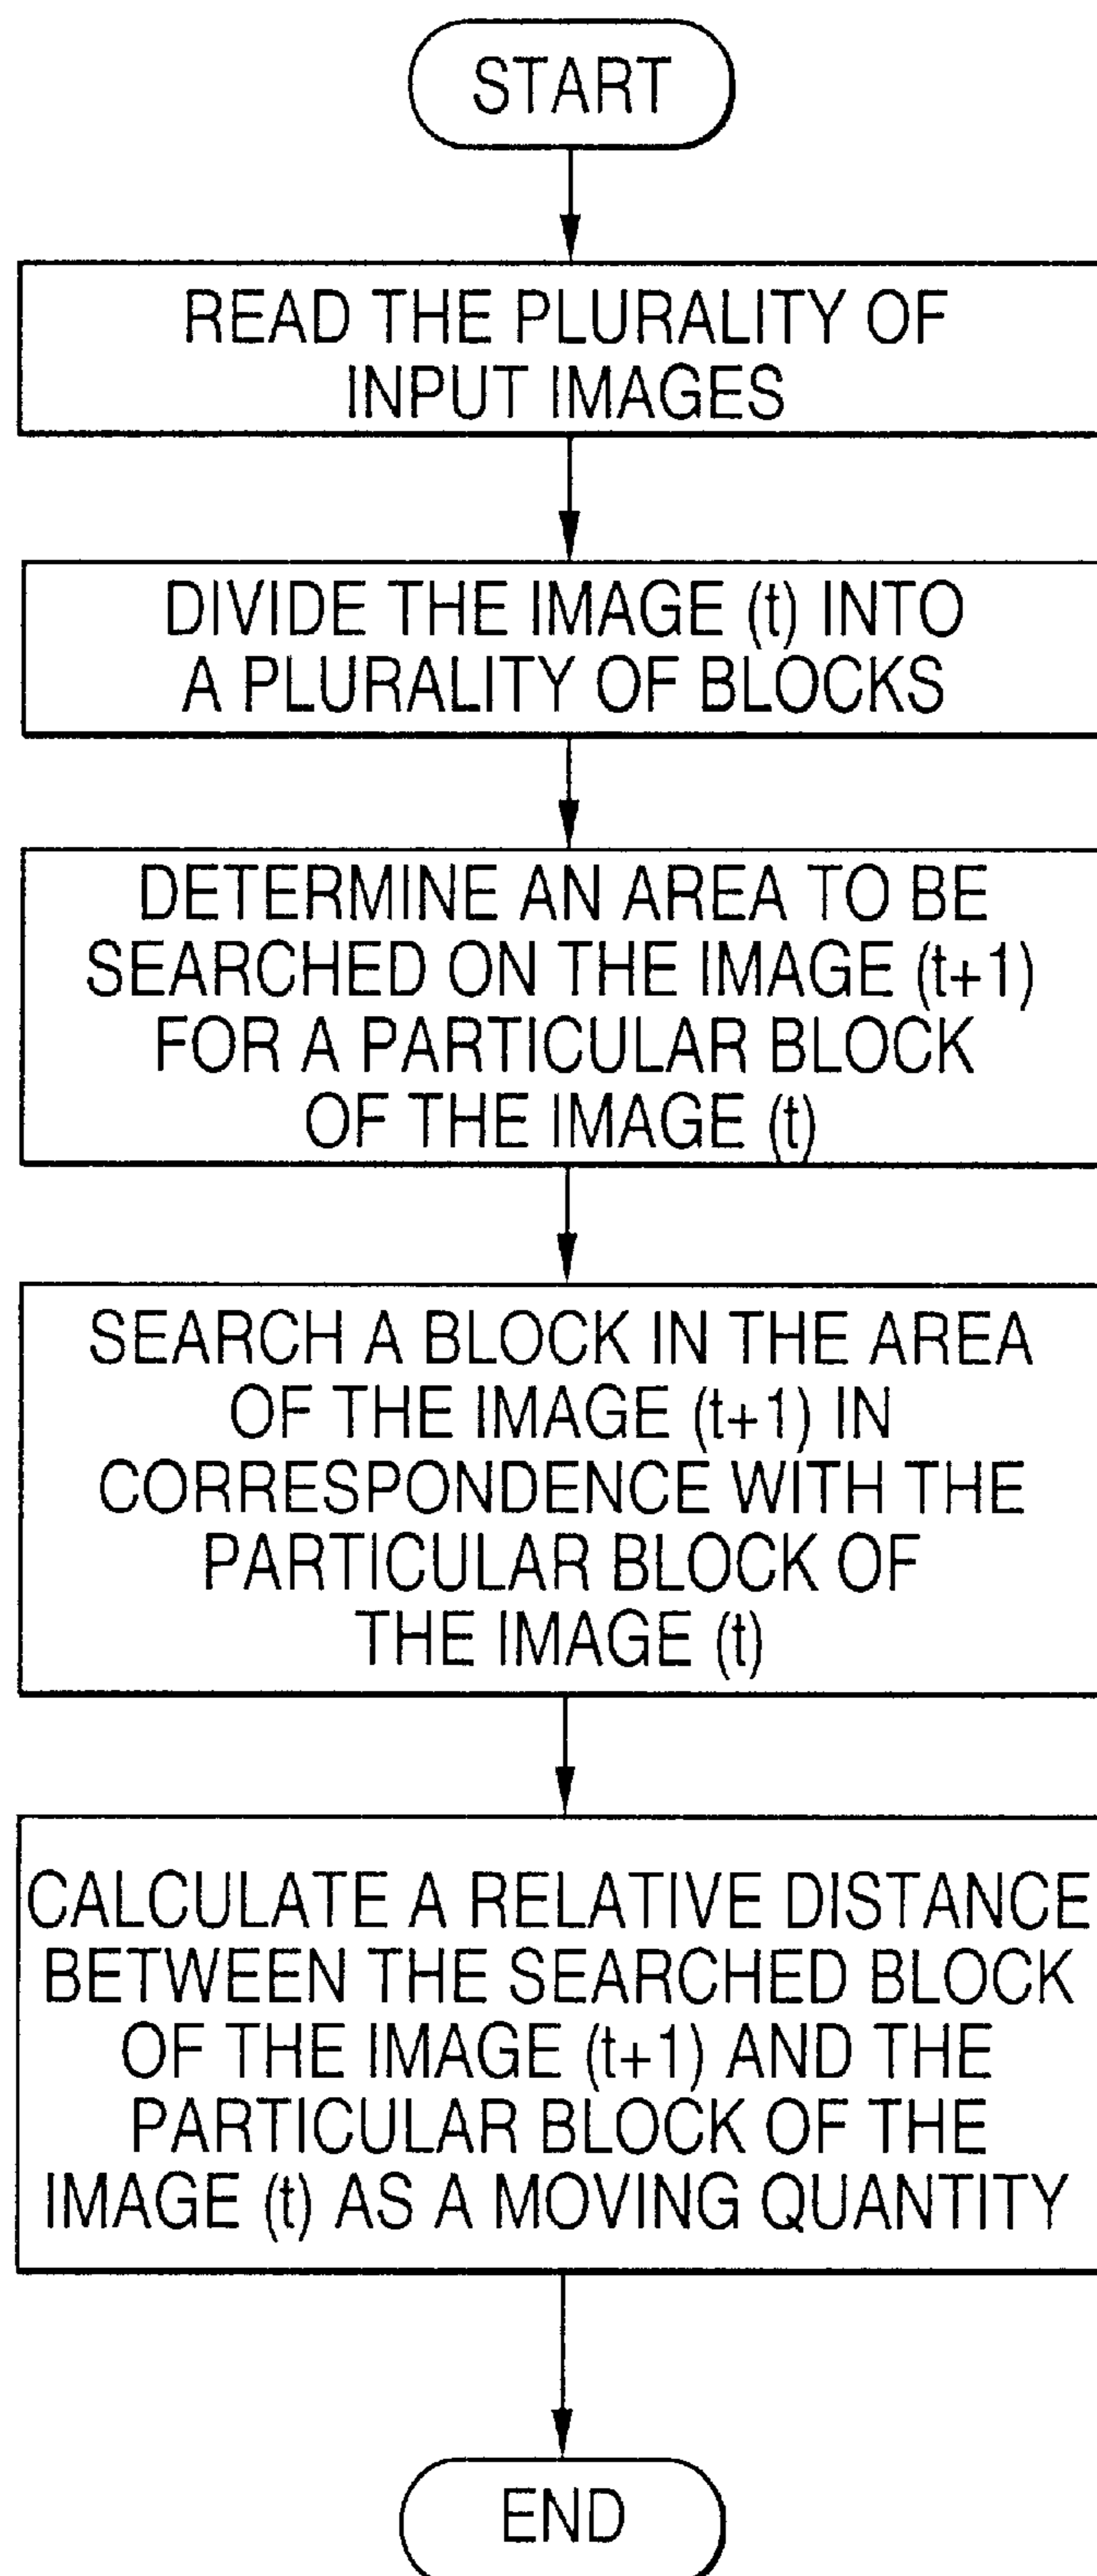 START
READ THE PLURALITY OF
INPUT IMAGES
DIVIDE THE IMAGE (t) INTO
A PLURALITY OF BLOCKS
DETERMINE AN AREA TO BE
SEARCHED ON THE IMAGE (t+1)
FOR A PARTICULAR BLOCK
OF THE IMAGE (t)
SEARCH A BLOCK IN THE AREA
OF THE IMAGE (t+1) IN
CORRESPONDENCE WITH THE
PARTICULAR BLOCK OF
THE IMAGE (t)
CALCULATE A RELATIVE DISTANCE
BETWEEN THE SEARCHED BLOCK
OF THE IMAGE (t+1) AND THE
PARTICULAR BLOCK OF THE
IMAGE (t) AS A MOVING QUANTITY
END